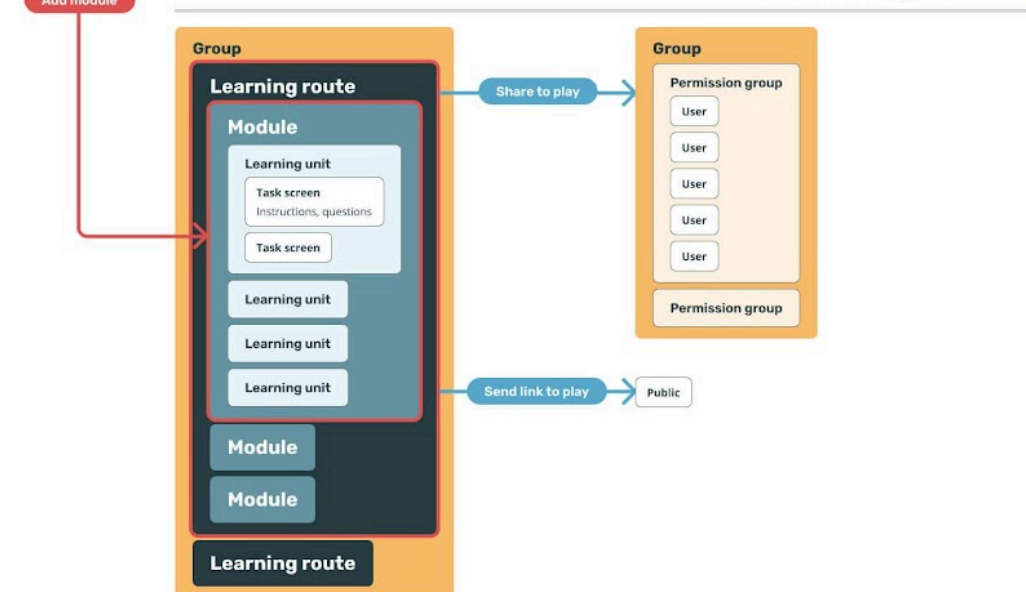 Add module
Group
Learning route
Module
Learning unit
Task screen
Instructions, questions
Task screen
Learning unit
Learning unit
Learning unit
Module
Module
Learning route
Share to play
Send link to play
Group
Permission group
User
User
User
User
User
Permission group
Public